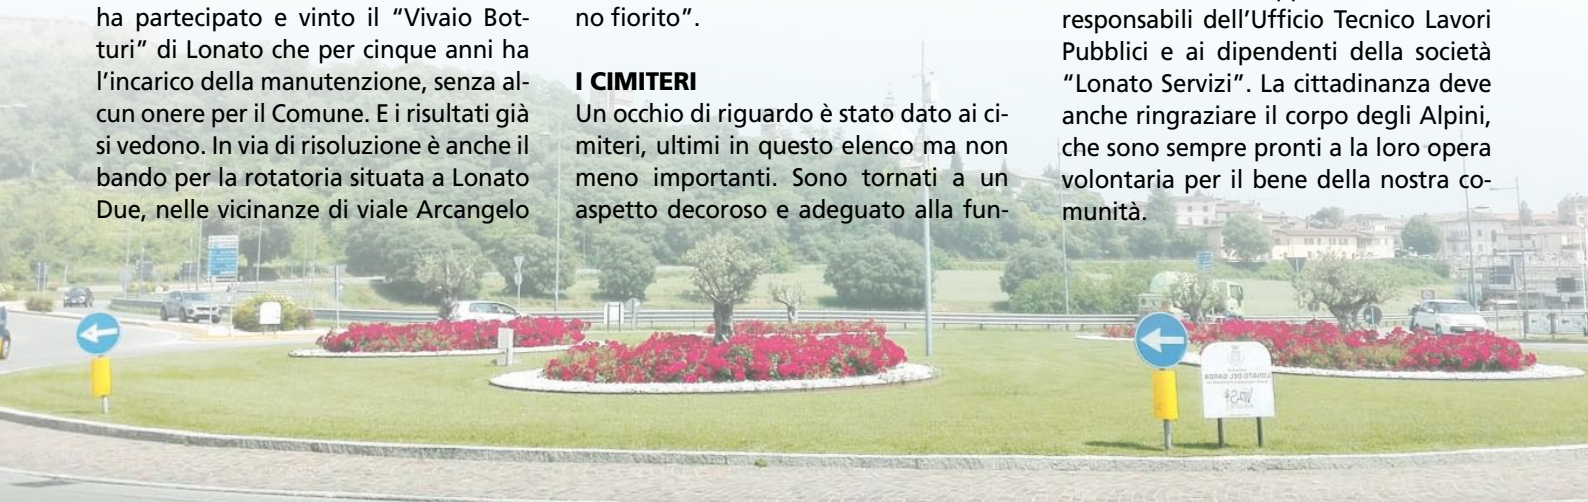 ha partecipato e vinto il “Vivaio Bot-
turi” di Lonato che per cinque anni ha
l’incarico della manutenzione, senza al-
cun onere per il Comune. E i risultati già
si vedono. In via di risoluzione è anche il
bando per la rotatoria situata a Lonato
Due, nelle vicinanze di viale Arcangelo
no fiorito”.
I CIMITERI
Un occhio di riguardo è stato dato ai ci-
miteri, ultimi in questo elenco ma non
meno importanti. Sono tornati a un
aspetto decoroso e adeguato alla fun-
responsabili dell’Ufficio Tecnico Lavori
Pubblici e ai dipendenti della società
“Lonato Servizi”. La cittadinanza deve
anche ringraziare il corpo degli Alpini,
che sono sempre pronti a la loro opera
volontaria per il bene della nostra co-
munità.
LONATO DEL GARDA